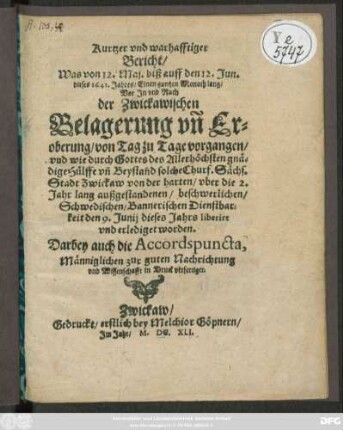 Kurtzer vnd warhafftiger
Bericht/
Was von 12. Maj. biß auff den 12. Jun.
dieses 1641. Jahres/ Einen gantzen Monath lang/
Vor In vnd Nach
der Zwickawischen
Belagerung vñ Er-
oberung/ von Tag zu Tage vorgangen/
vnd wie durch Gottes des Allerhöchsten gnä-
dige Hülffe vñ Beystand solche Churf. Sächs.
Stadt Zwickaw von der harten/ vber die 2.
Jahr lang außgestandenen/ beschwerlichen/
Schwedischen/ Bannerischen Dienstbar-
keit den 9. Junij dieses Jahrs liberirt
vnd erlediget worden.
Darbey auch die Accordspuncta,
Männiglichen zur guten Nachrichtung
vnd Wissenschafft in Druck verfertiget.
Zwickaw/
Gedruckt/ erstlich bey Melchior Göpnern/
Im Jahr/ M. DC. XLI.
Ye
5747
DFG